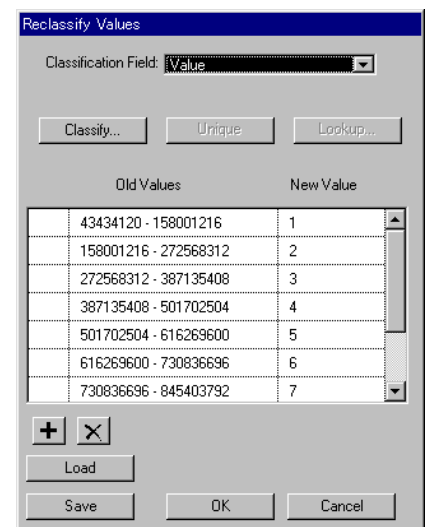 Reclassify Values
Classification Field: Value
Classify... Unique Lookup...
Old Values New Value
43434120 - 158001216 1
158001216 - 272568312 2
272568312 - 387135408 3
387135408 - 501702504 4
501702504 - 616269600 5
616269600 - 730836696 6
730836696 - 845403792 7
Load
Save OK Cancel